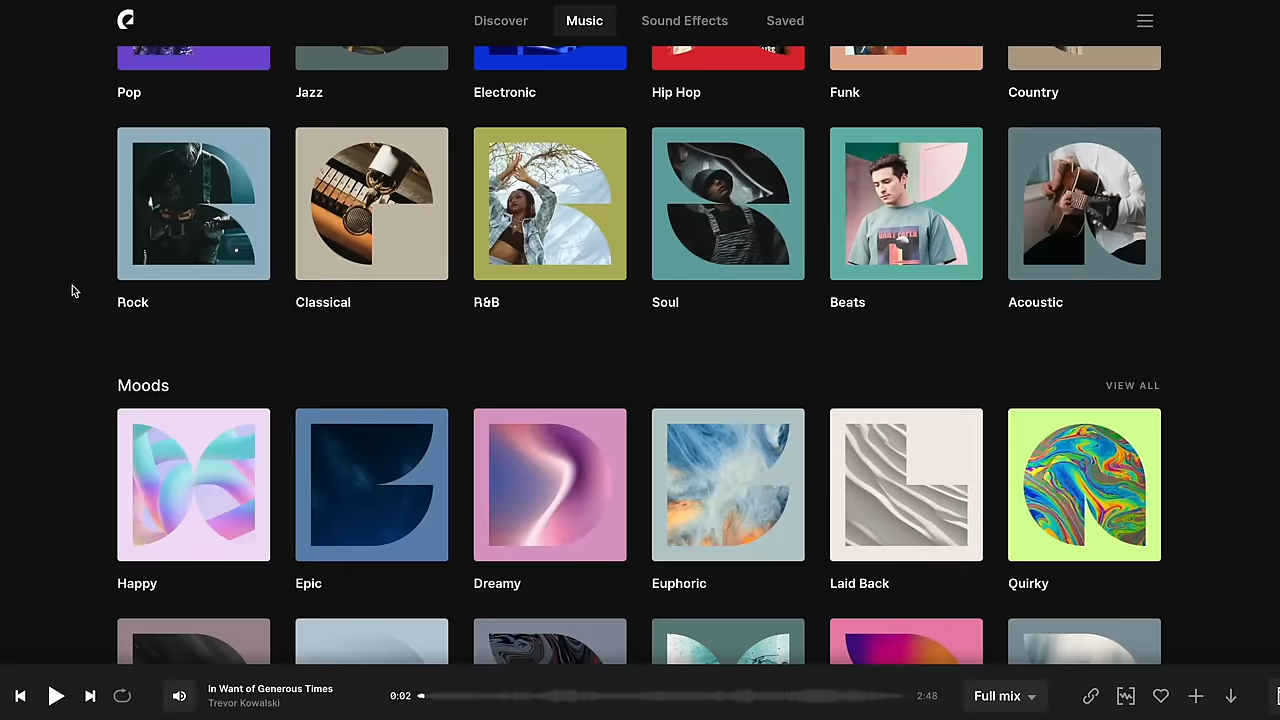 Discover Music Sound Effects Saved
Pop Jazz Electronic Hip Hop Funk Country
DAILY PAPER
Rock Classical R&B Soul Beats Acoustic
Moods VIEW ALL
Happy Epic Dreamy Euphoric Laid Back Quirky
In Want of Generous Times
Trevor Kowalski
0:02 2:48 Full mix